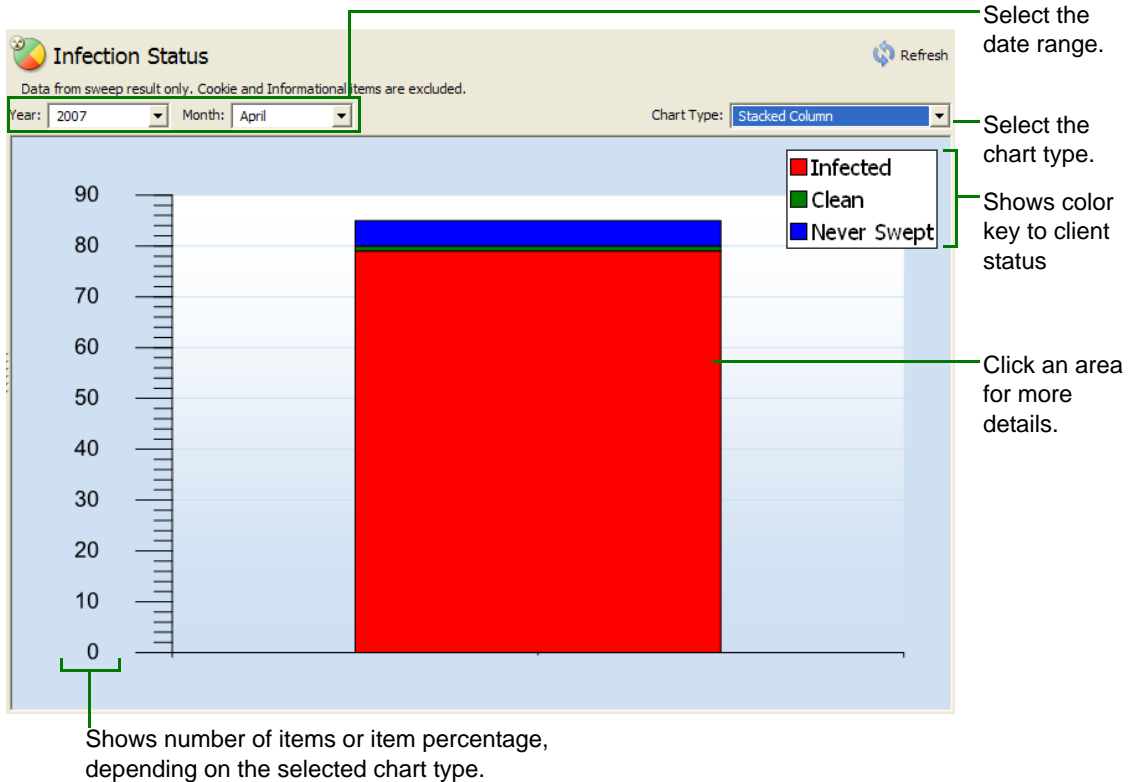 Select the
date range.
Infection Status
Refresh
Data from sweep result only. Cookie and Informational items are excluded.
Year: 2007 Month: April Chart Type: Stacked Column
Select the
chart type.
Infected
Clean
Never Swept
Shows color
key to client
status
90
80
70
60
50
40
30
20
10
0
Click an area
for more
details.
Shows number of items or item percentage,
depending on the selected chart type.